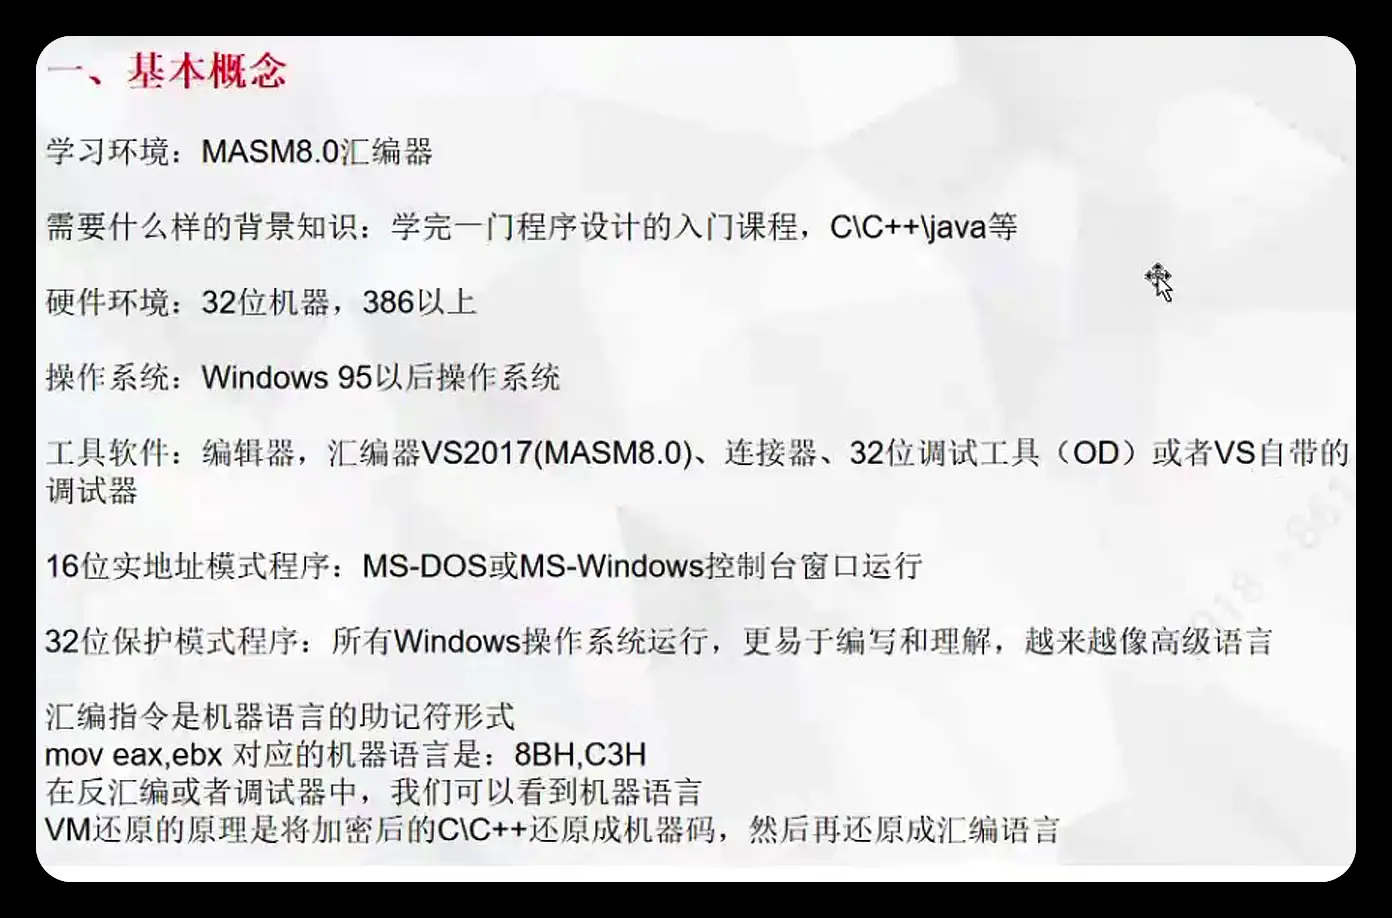 一、基本概念
学习环境：MASM8.0汇编器
需要什么样的背景知识：学完一门程序设计的入门课程，C\C++\java等
硬件环境：32位机器，386以上
操作系统：Windows 95以后操作系统
工具软件：编辑器，汇编器VS2017(MASM8.0)、连接器、32位调试工具（OD）或者VS自带的
调试器
16位实地址模式程序：MS-DOS或MS-Windows控制台窗口运行
32位保护模式程序：所有Windows操作系统运行，更易于编写和理解，越来越像高级语言
汇编指令是机器语言的助记符形式
mov eax,ebx 对应的机器语言是：8BH,C3H
在反汇编或者调试器中，我们可以看到机器语言
VM还原的原理是将加密后的C\C++还原成机器码，然后再还原成汇编语言